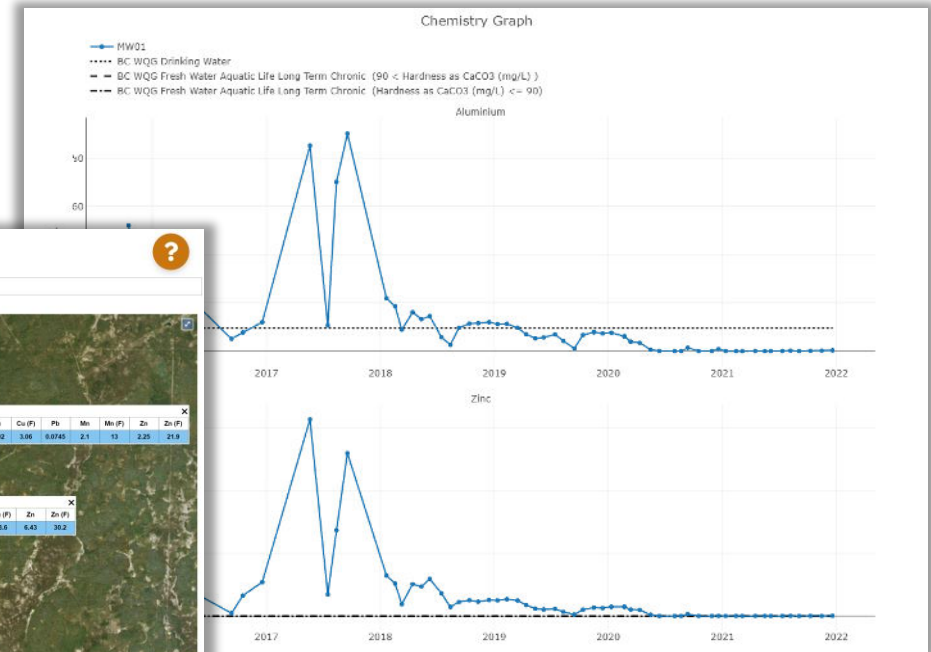 Chemistry Graph
MW01
BC WQG Drinking Water
BC WQG Fresh Water Aquatic Life Long Term Chronic (90 < Hardness as CaCO3 (mg/L) )
BC WQG Fresh Water Aquatic Life Long Term Chronic (Hardness as CaCO3 (mg/L) <= 90)
Aluminium
60
?
2017 2018 2019 2020 2021 2022
Zinc
× 
Cu (F) Pb Mn Mn (F) Zn Zn (F)
3.06 0.0745 2.1 13 2.25 21.9
×
(F) Zn Zn (F)
6.43 30.2
2017 2018 2019 2020 2021 2022